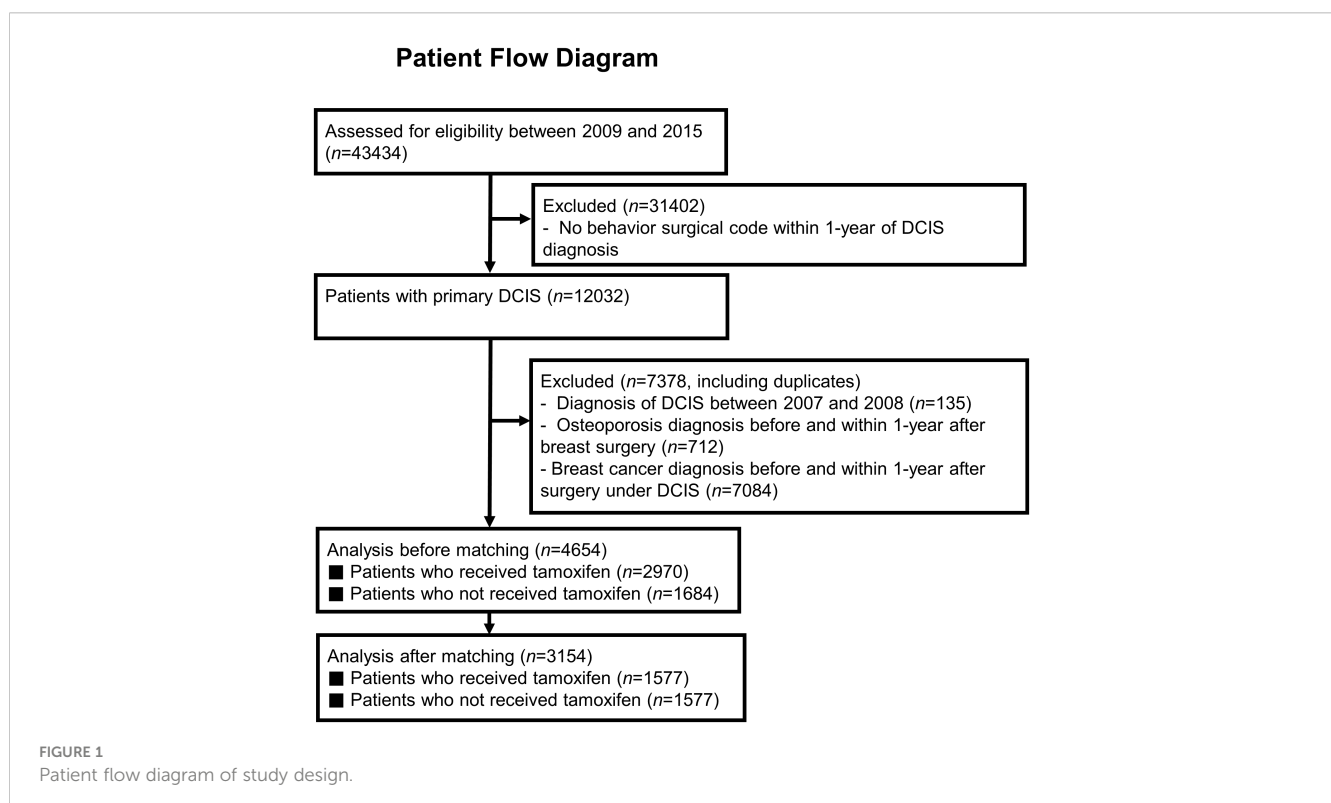 Patient Flow Diagram
Assessed for eligibility between 2009 and 2015
(n=43434)
Excluded (n=31402)
- No behavior surgical code within 1-year of DCIS
diagnosis
Patients with primary DCIS (n=12032)
Excluded (n=7378, including duplicates)
- Diagnosis of DCIS between 2007 and 2008 (n=135)
- Osteoporosis diagnosis before and within 1-year after
breast surgery (n=712)
- Breast cancer diagnosis before and within 1-year after
surgery under DCIS (n=7084)
Analysis before matching (n=4654)
■ Patients who received tamoxifen (n=2970)
■ Patients who not received tamoxifen (n=1684)
Analysis after matching (n=3154)
■ Patients who received tamoxifen (n=1577)
■ Patients who not received tamoxifen (n=1577)
FIGURE 1
Patient flow diagram of study design.